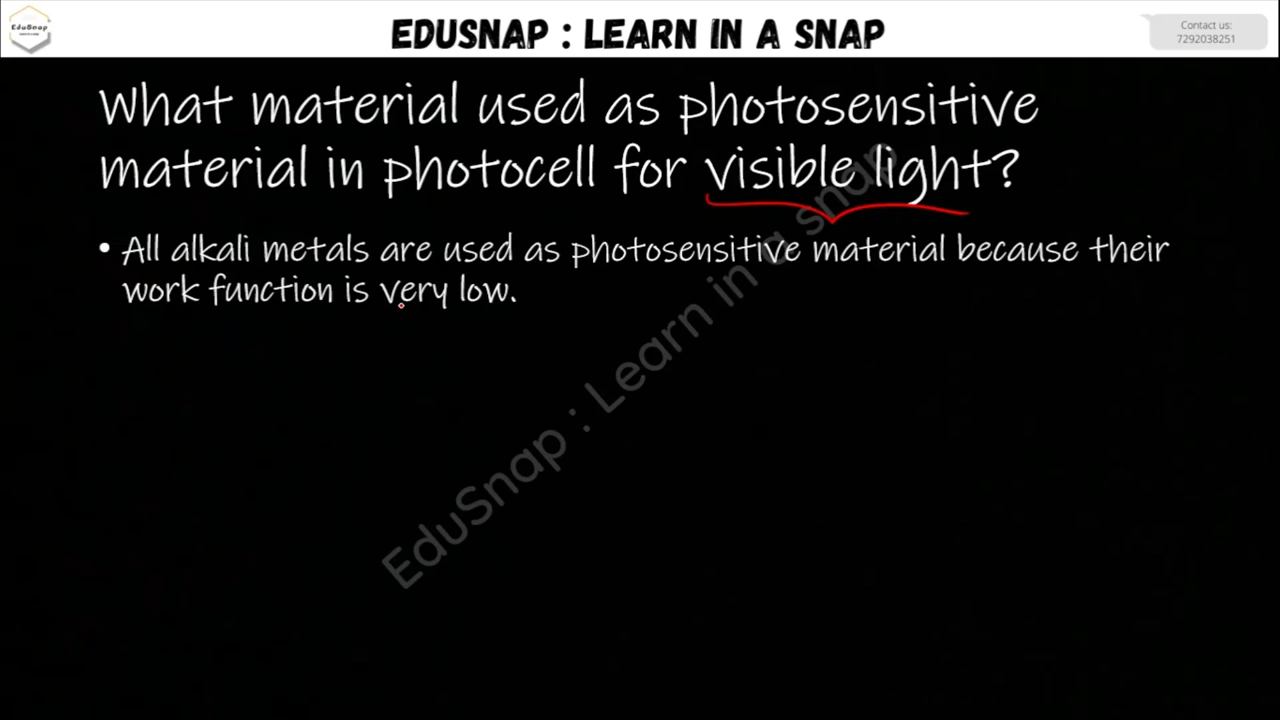 EduSnap
EDUSNAP : LEARN IN A SNAP
Contact us:
7292038251
What material used as photosensitive
material in photocell for visible light?
• All alkali metals are used as photosensitive material because their
work function is very low.
EduSnap : Learn in a snap